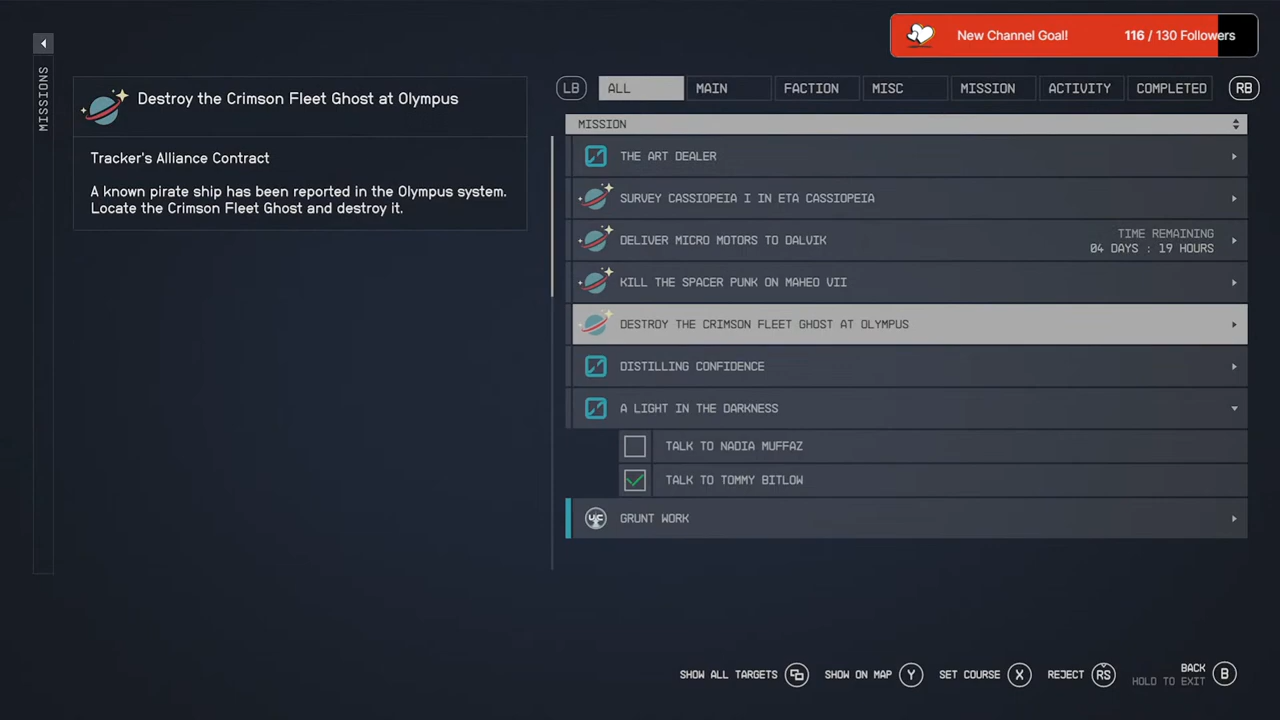 New Channel Goal! 116 / 130 Followers
MISSIONS
Destroy the Crimson Fleet Ghost at Olympus
Tracker's Alliance Contract
A known pirate ship has been reported in the Olympus system.
Locate the Crimson Fleet Ghost and destroy it.
LB ALL MAIN FACTION MISC MISSION ACTIVITY COMPLETED RB
MISSION
THE ART DEALER
SURVEY CASSIOPEIA I IN ETA CASSIOPEIA
DELIVER MICRO MOTORS TO DALVIK
TIME REMAINING
04 DAYS : 19 HOURS
KILL THE SPACER PUNK ON MAHEO VII
DESTROY THE CRIMSON FLEET GHOST AT OLYMPUS
DISTILLING CONFIDENCE
A LIGHT IN THE DARKNESS
TALK TO NADIA MUFFAZ
TALK TO TOMMY BITLOW
UC GRUNT WORK
SHOW ALL TARGETS SHOW ON MAP Y SET COURSE X REJECT RS BACK B
HOLD TO EXIT